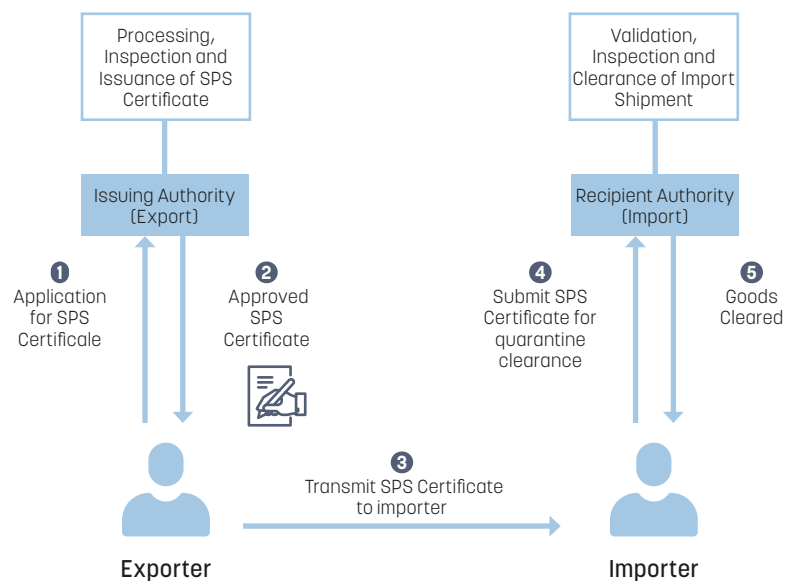 Processing,
Inspection and
Issuance of SPS
Certificate
Validation,
Inspection and
Clearance of Import
Shipment
Issuing Authority
(Export)
Recipient Authority
(Import)
1
Application
for SPS
Certificale
2
Approved
SPS
Certificate
4
Submit SPS
Certificate for
quarantine
clearance
5
Goods
Cleared
3
Transmit SPS Certificate
to importer
Exporter
Importer